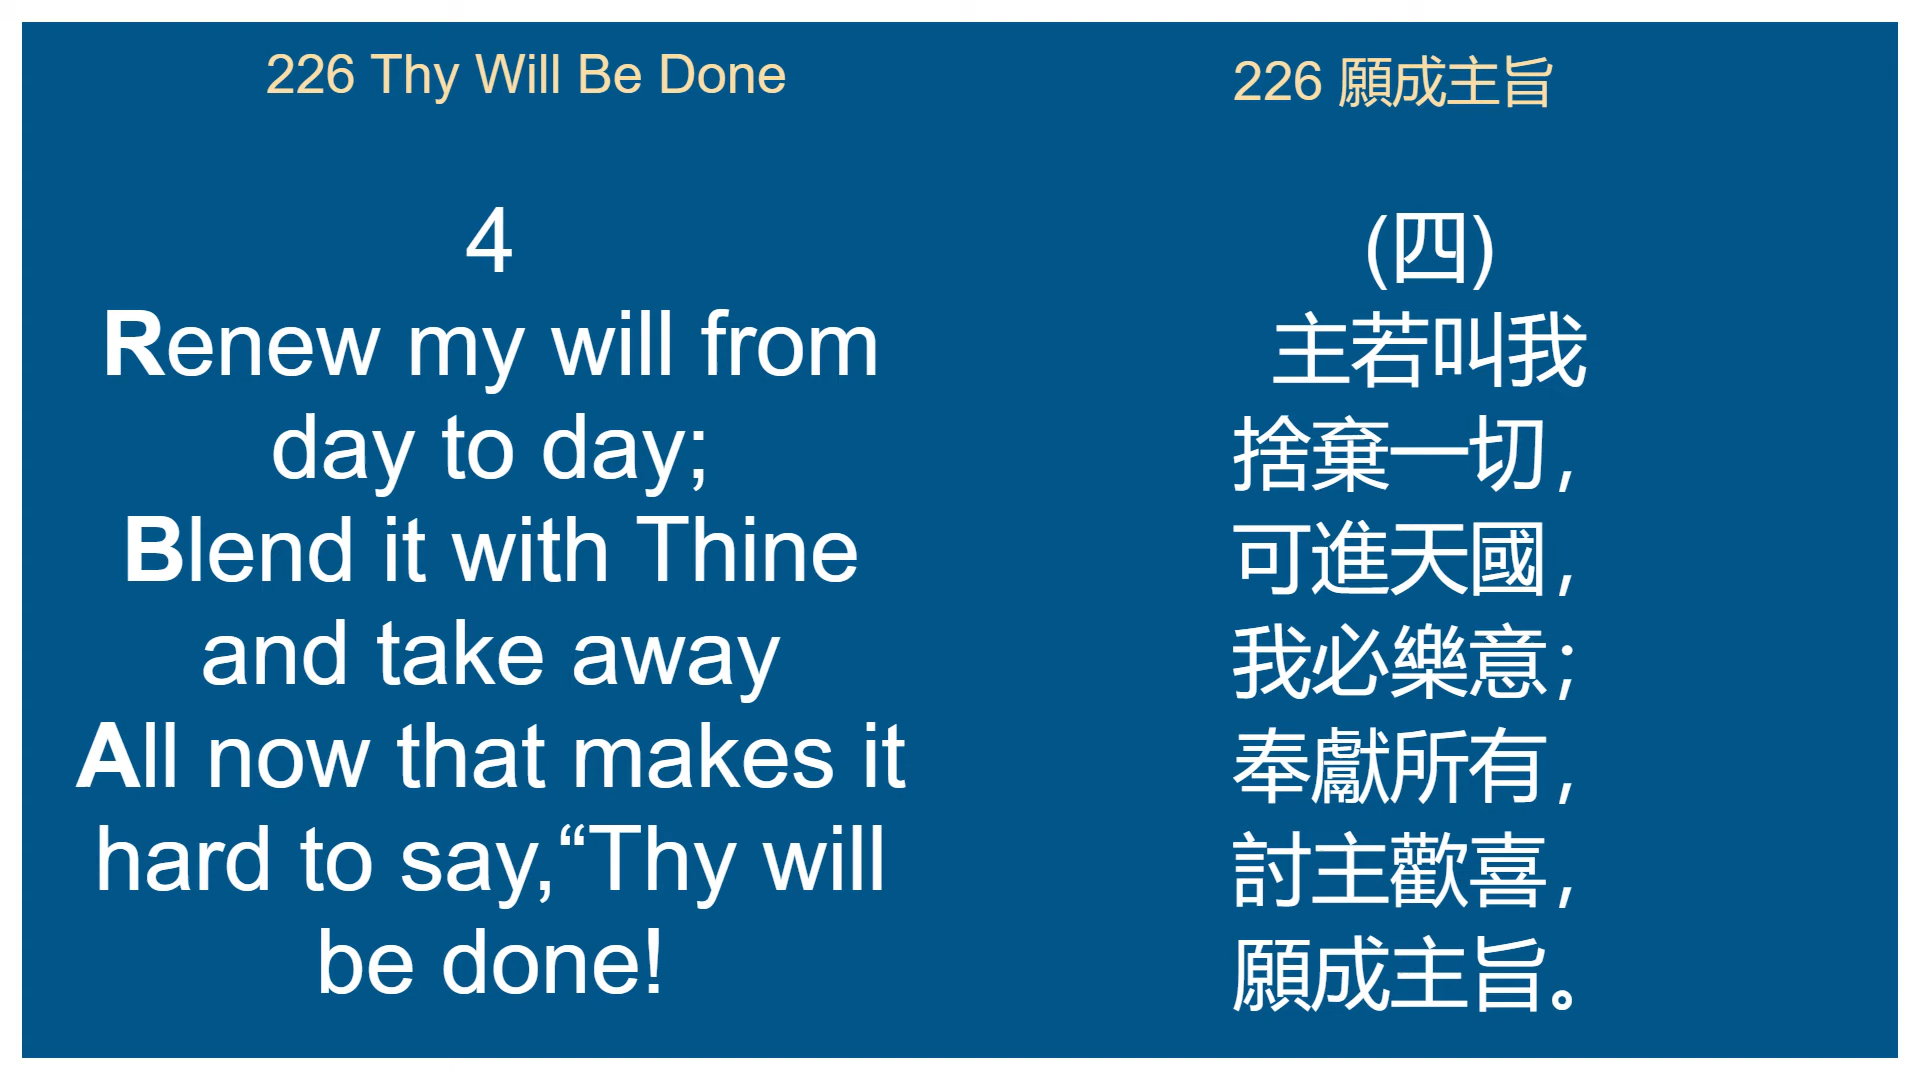 226 Thy Will Be Done
4
Renew my will from
day to day;
Blend it with Thine
and take away
All now that makes it
hard to say,“Thy will
be done!
226 願成主旨
(四)
主若叫我
捨棄一切，
可進天國，
我必樂意；
奉獻所有，
討主歡喜，
願成主旨。